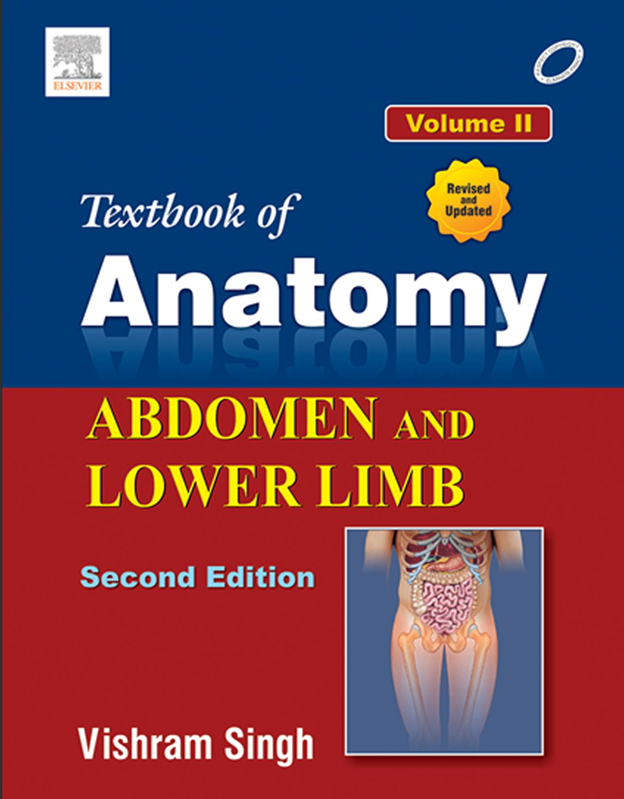 ELSEVIER
Volume II
Revised
and
Updated
Textbook of
Anatomy
ABDOMEN AND
LOWER LIMB
Second Edition
Vishram Singh